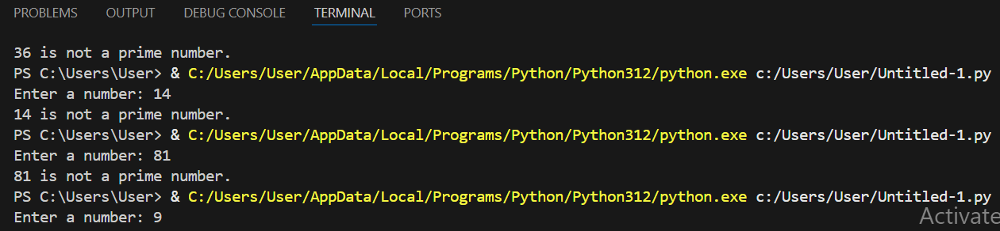 PROBLEMS OUTPUT DEBUG CONSOLE TERMINAL PORTS
36 is not a prime number.
PS C:\Users\User> & C:/Users/User/AppData/Local/Programs/Python/Python312/python.exe c:/Users/User/Untitled-1.py
Enter a number: 14
14 is not a prime number.
PS C:\Users\User> & C:/Users/User/AppData/Local/Programs/Python/Python312/python.exe c:/Users/User/Untitled-1.py
Enter a number: 81
81 is not a prime number.
PS C:\Users\User> & C:/Users/User/AppData/Local/Programs/Python/Python312/python.exe c:/Users/User/Untitled-1.py
Enter a number: 9
Activate